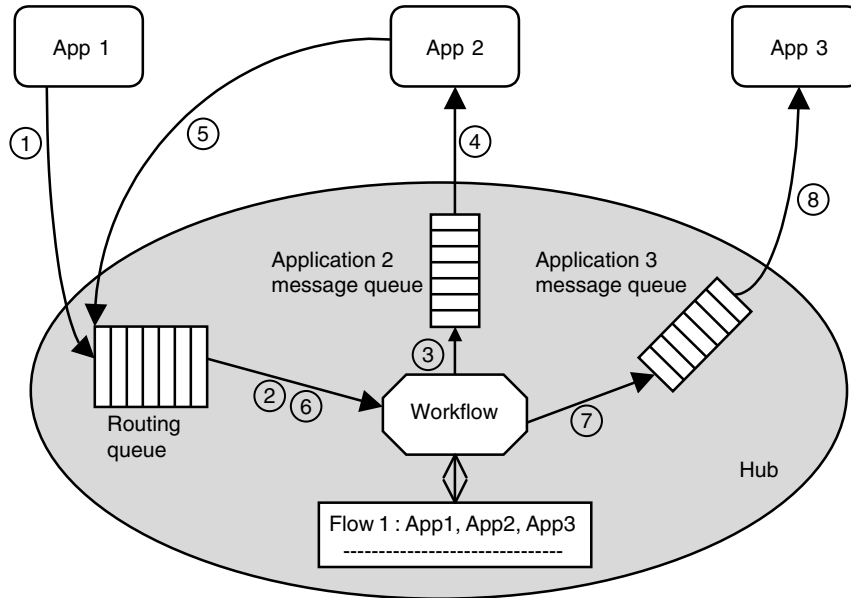 App 1
App 2
App 3
1
5
4
8
Application 2
message queue
Application 3
message queue
3
2
6
7
Workflow
Routing
queue
Hub
Flow 1 : App1, App2, App3
--------------------------------